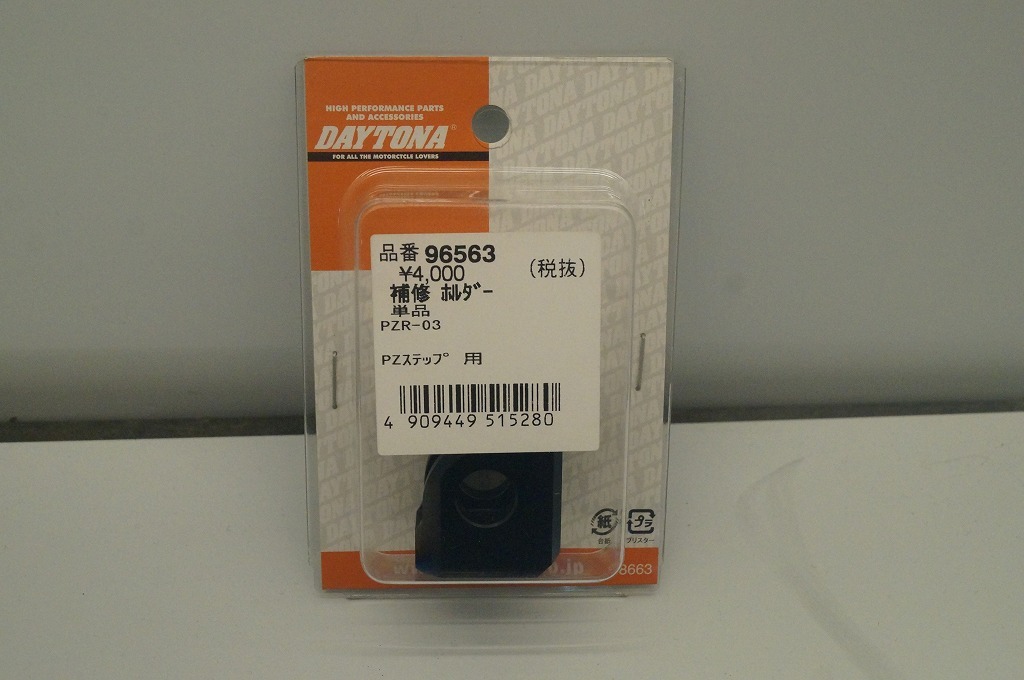 HIGH PERFORMANCE PARTS
AND ACCESSORIES
DAYTONA®
FOR ALL THE MOTORCYCLE LOVERS
品番 96563
¥4,000 (税抜)
補修 ﾎﾙﾀﾞｰ
単品
PZR-03
PZｽﾃｯﾌﾟ 用
4 909449 515280
紙 プラ
台紙 ブリスター
o.jp
8663